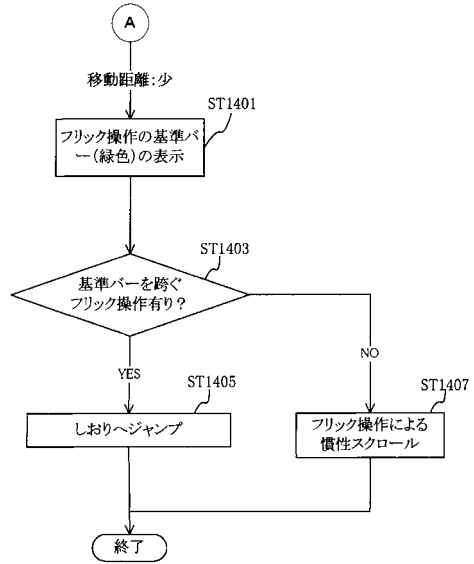 A
移動距離:少
ST1401
フリック操作の基準バ
ー(緑色)の表示
ST1403
基準バーを跨ぐ
フリック操作有り?
YES
NO
ST1405
しおりへジャンプ
ST1407
フリック操作による
慣性スクロール
終了